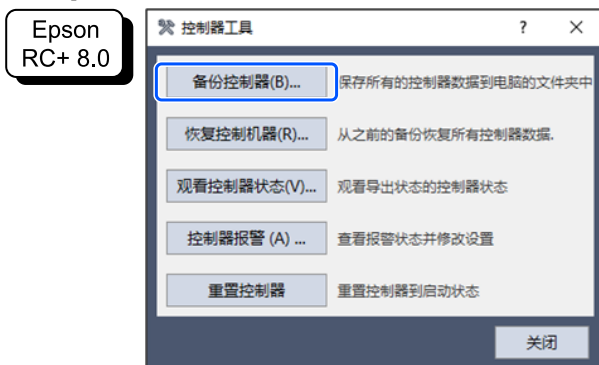 Epson
RC+ 8.0
控制器工具
?
备份控制器(B)...
保存所有的控制器数据到电脑的文件夹中
恢复控制机器(R)...
从之前的备份恢复所有控制器数据.
观看控制器状态(V)...
观看导出状态的控制器状态
控制器报警 (A) ...
查看报警状态并修改设置
重置控制器
重置控制器到启动状态
关闭